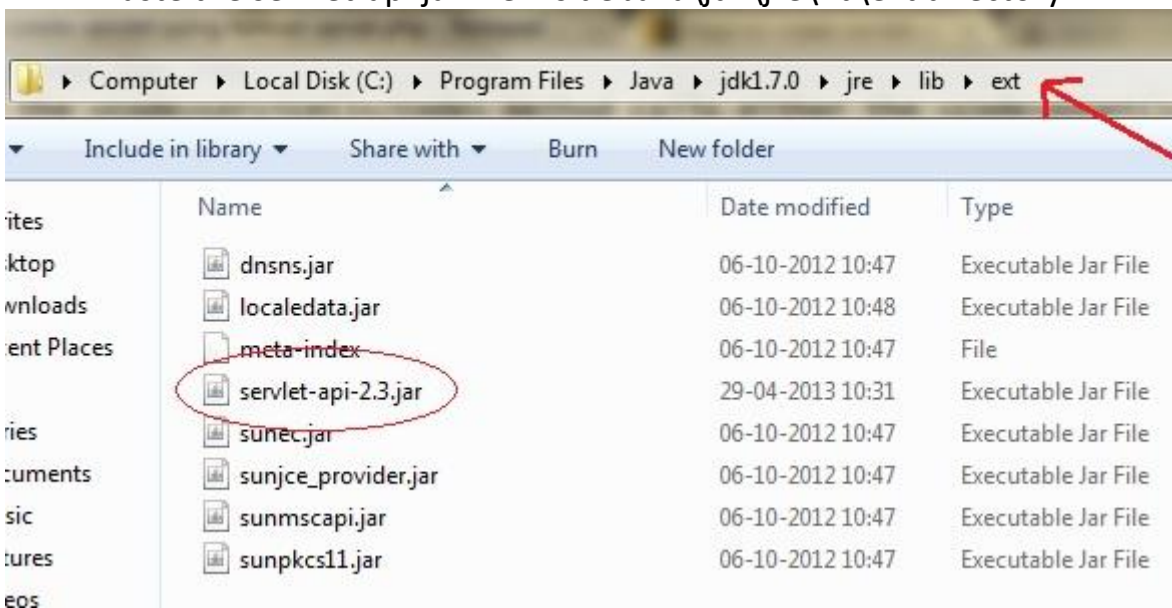 Computer ▸ Local Disk (C:) ▸ Program Files ▸ Java ▸ jdk1.7.0 ▸ jre ▸ lib ▸ ext
Include in library Share with Burn New folder
Name Date modified Type
dnsns.jar 06-10-2012 10:47 Executable Jar File
localedata.jar 06-10-2012 10:48 Executable Jar File
meta-index 06-10-2012 10:47 File
servlet-api-2.3.jar 29-04-2013 10:31 Executable Jar File
sunec.jar 06-10-2012 10:47 Executable Jar File
sunjce_provider.jar 06-10-2012 10:47 Executable Jar File
sunmscapi.jar 06-10-2012 10:47 Executable Jar File
sunpkcs11.jar 06-10-2012 10:47 Executable Jar File
ites
ktop
wnloads
ent Places
ries
cuments
sic
tures
eos